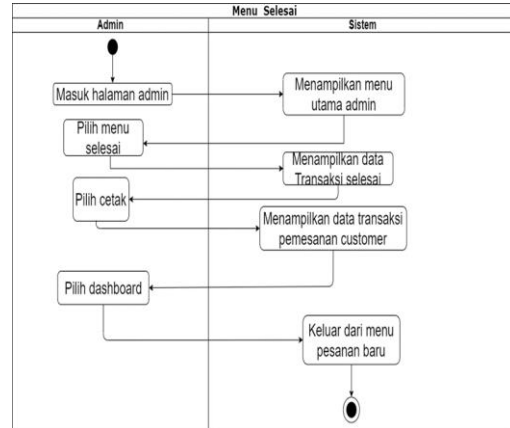 Menu Selesai
Admin
Sistem
Masuk halaman admin
Menampilkan menu
utama admin
Pilih menu
selesai
Menampilkan data
Transaksi selesai
Pilih cetak
Menampilkan data transaksi
pemesanan customer
Pilih dashboard
Keluar dari menu
pesanan baru